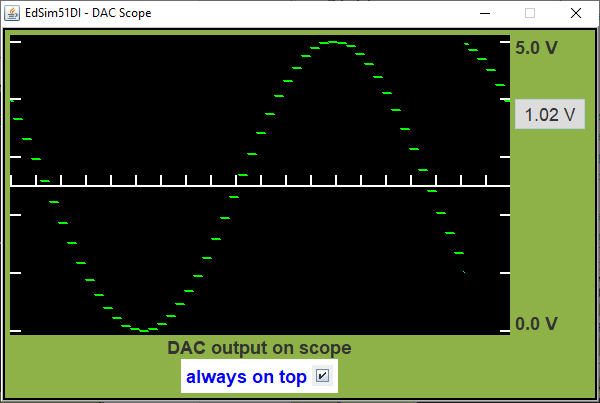 EdSim51DI - DAC Scope
5.0 V
1.02 V
0.0 V
DAC output on scope
always on top